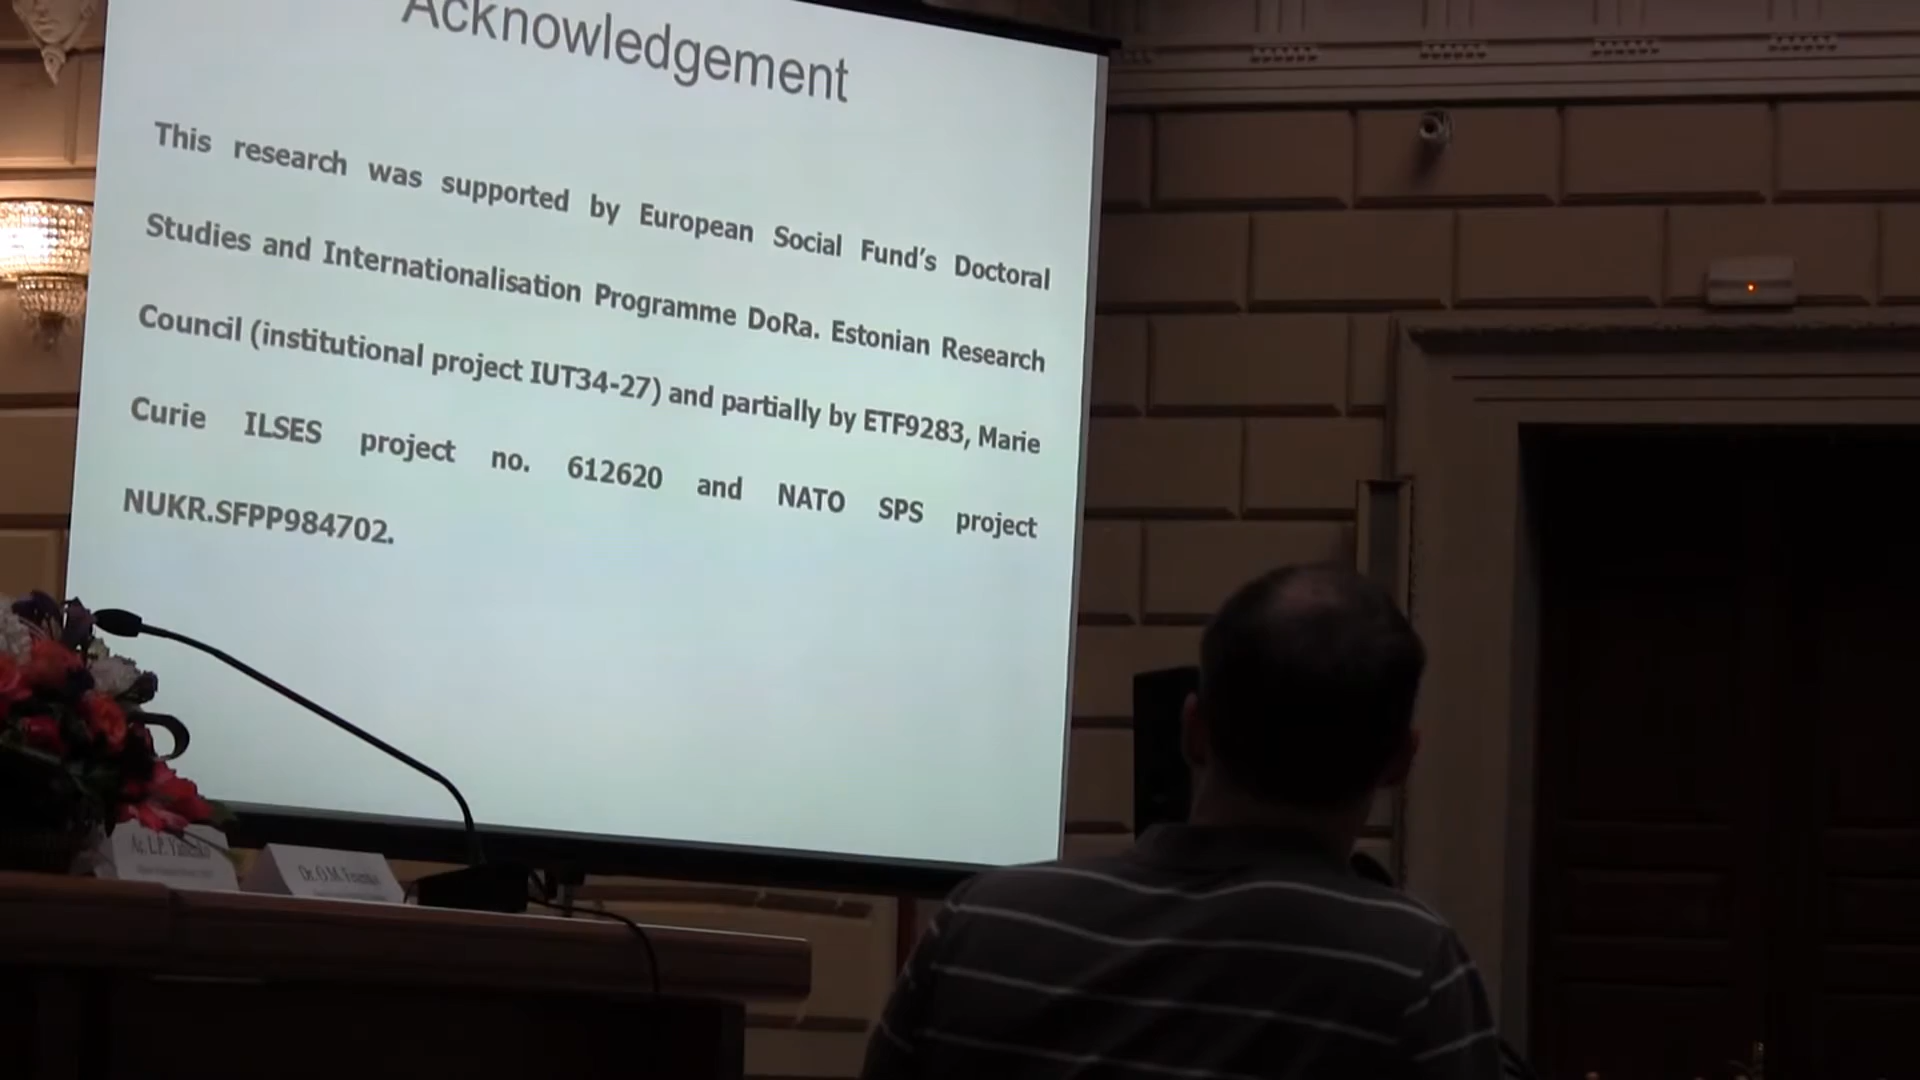 Acknowledgement
This research was supported by European Social Fund's Doctoral
Studies and Internationalisation Programme DoRa. Estonian Research
Council (institutional project IUT34-27) and partially by ETF9283, Marie
Curie ILSES project no. 612620 and NATO SPS project
NUKR.SFPP984702.
Ac. I.P.
Dr. O.M.